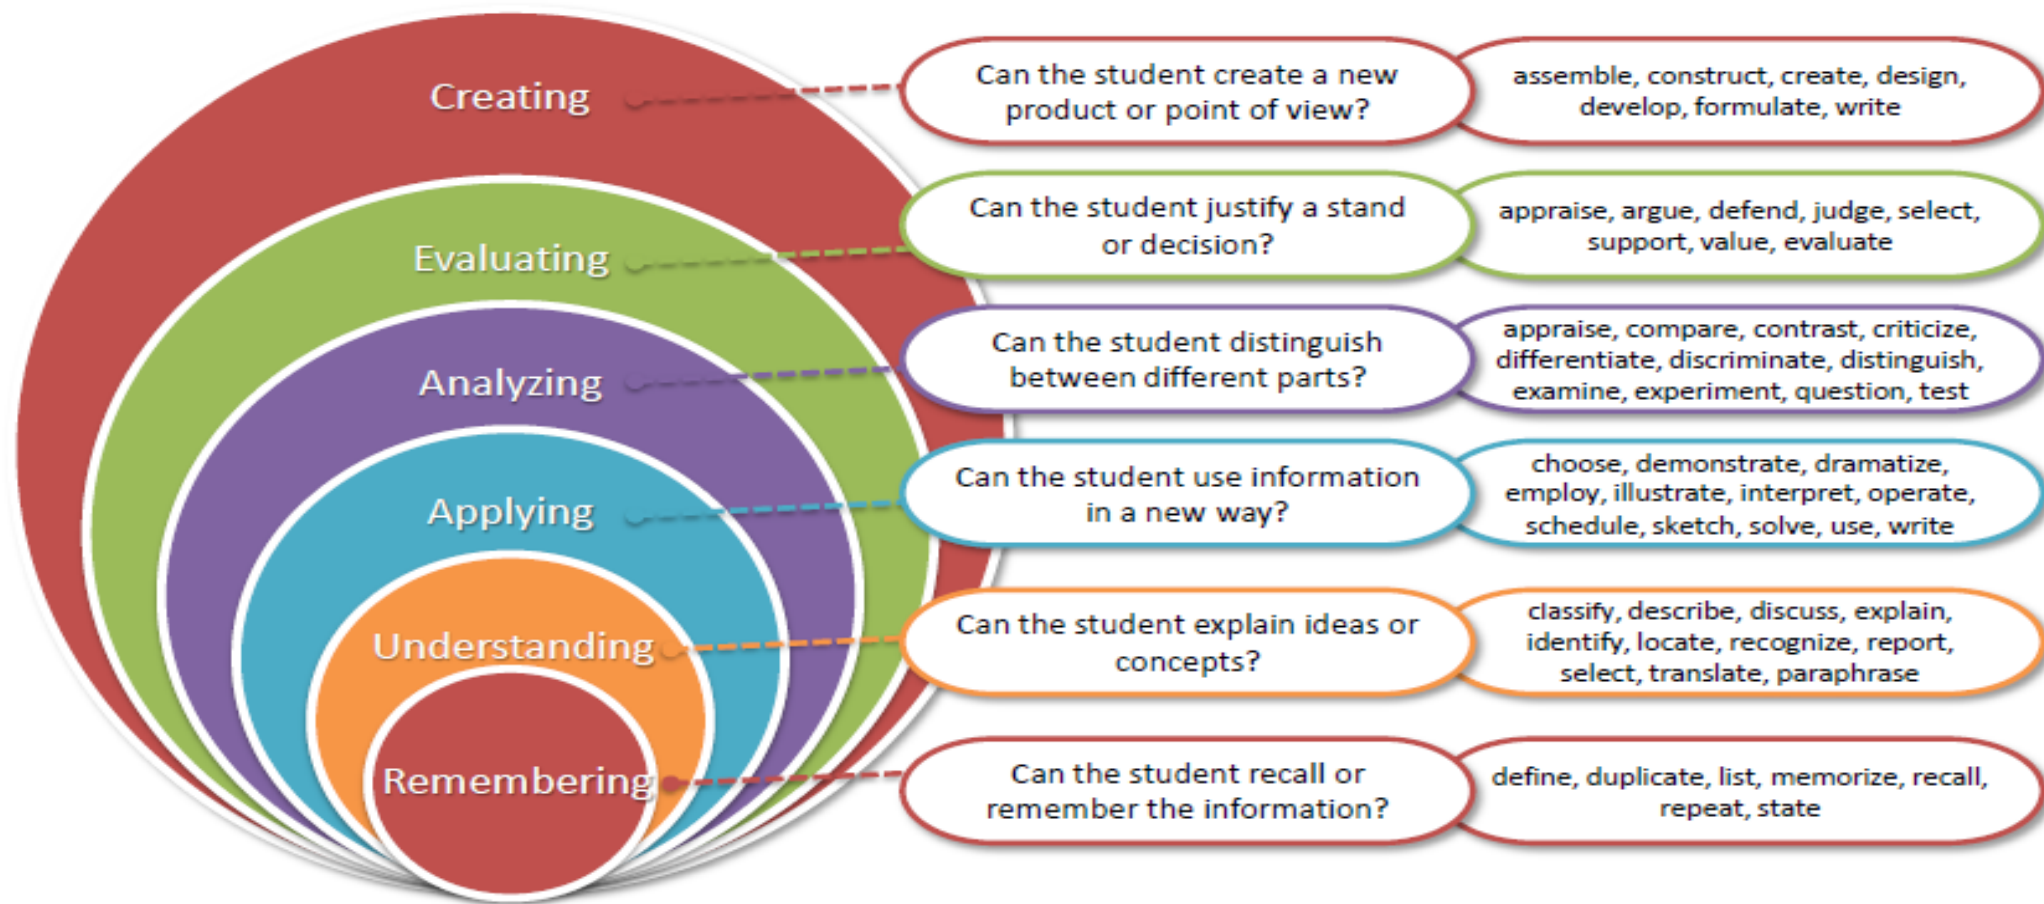 Creating
Can the student create a new
product or point of view?
assemble, construct, create, design,
develop, formulate, write
Evaluating
Can the student justify a stand
or decision?
appraise, argue, defend, judge, select,
support, value, evaluate
Analyzing
Can the student distinguish
between different parts?
appraise, compare, contrast, criticize,
differentiate, discriminate, distinguish,
examine, experiment, question, test
Applying
Can the student use information
in a new way?
choose, demonstrate, dramatize,
employ, illustrate, interpret, operate,
schedule, sketch, solve, use, write
Understanding
Can the student explain ideas or
concepts?
classify, describe, discuss, explain,
identify, locate, recognize, report,
select, translate, paraphrase
Remembering
Can the student recall or
remember the information?
define, duplicate, list, memorize, recall,
repeat, state